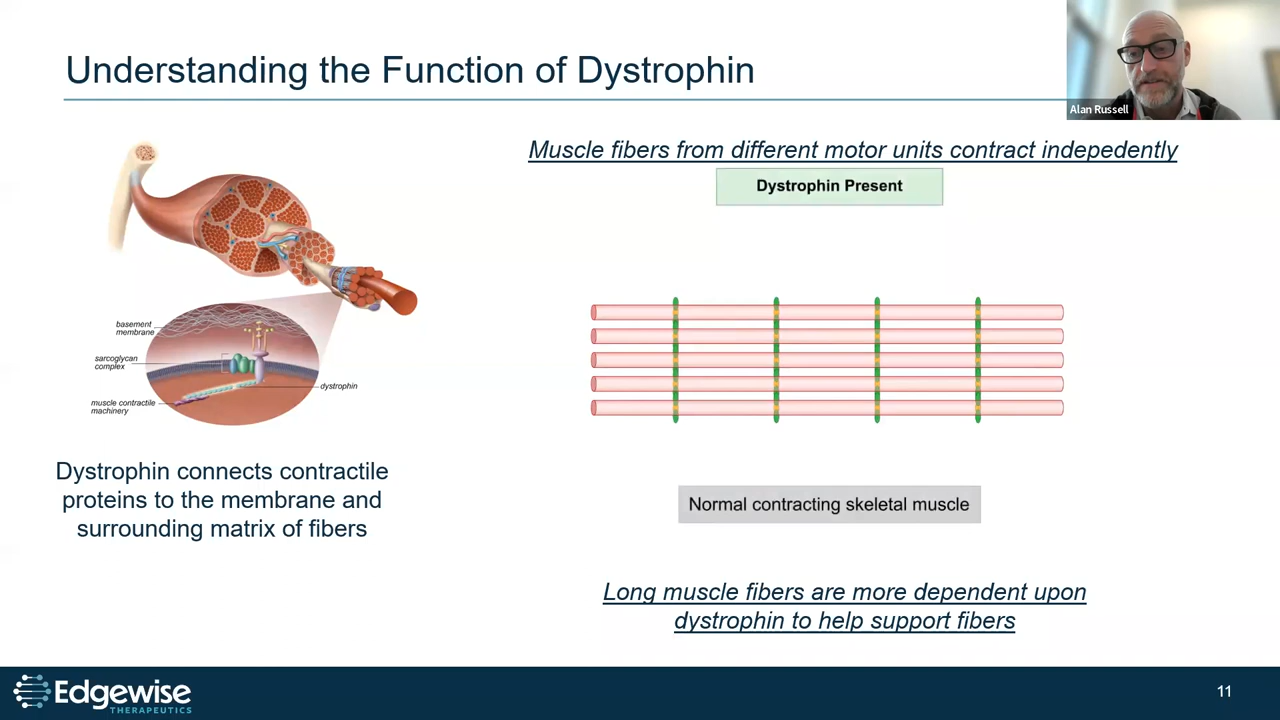 Understanding the Function of Dystrophin
Alan Russell
Muscle fibers from different motor units contract indepedently
Dystrophin Present
basement
membrane
sarcoglycan
complex
dystrophin
muscle contractile
machinery
Dystrophin connects contractile
proteins to the membrane and
surrounding matrix of fibers
Normal contracting skeletal muscle
Long muscle fibers are more dependent upon
dystrophin to help support fibers
Edgewise
THERAPEUTICS
11